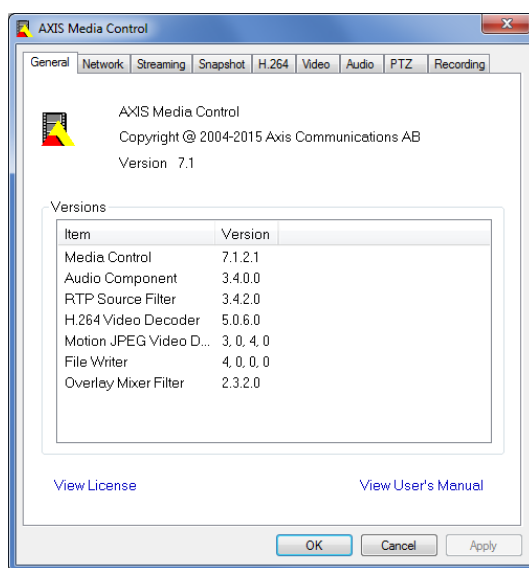 AXIS Media Control
General Network Streaming Snapshot H.264 Video Audio PTZ Recording
AXIS Media Control
Copyright @ 2004-2015 Axis Communications AB
Version 7.1
Versions
Item Version
Media Control 7.1.2.1
Audio Component 3.4.0.0
RTP Source Filter 3.4.2.0
H.264 Video Decoder 5.0.6.0
Motion JPEG Video D... 3, 0, 4, 0
File Writer 4, 0, 0, 0
Overlay Mixer Filter 2.3.2.0
View License View User's Manual
OK Cancel Apply